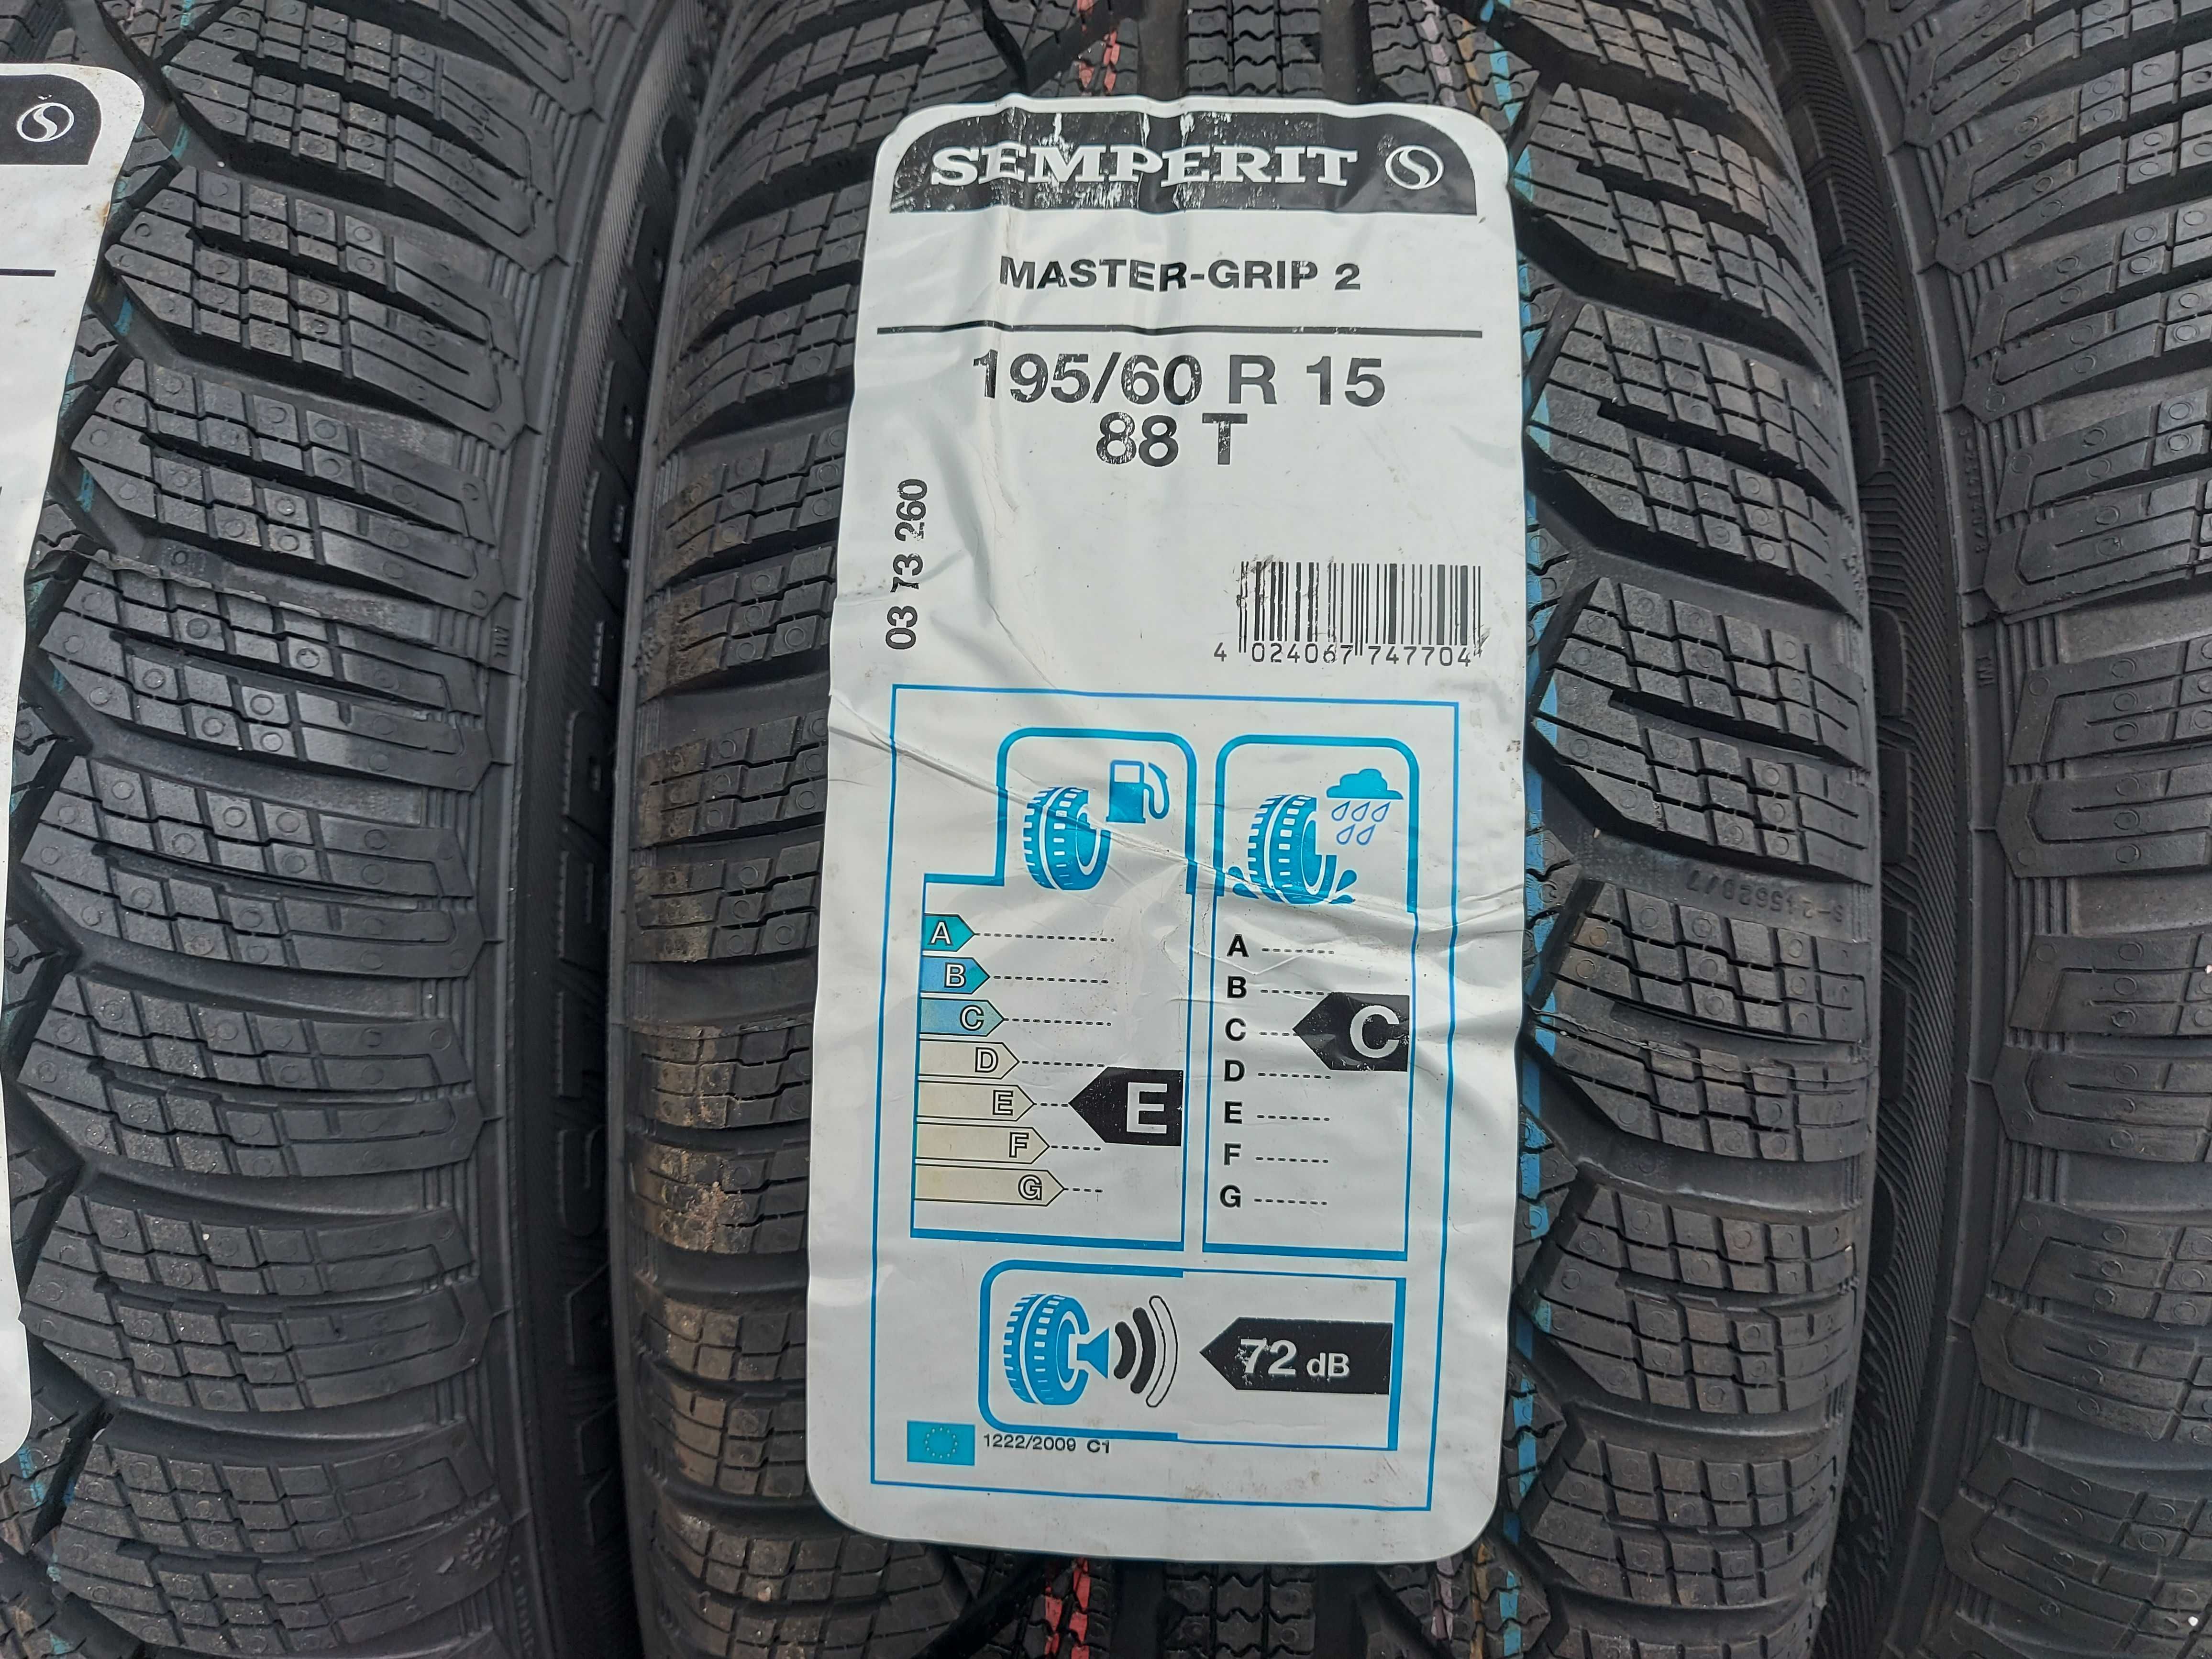 SEMPERIT
MASTER-GRIP 2
195/60 R 15
88 T
03 73 260
4 024067 747704
A
B
C
D
E
F
G
E
A
B
C
D
E
F
G
C
72 dB
1222/2009 C1